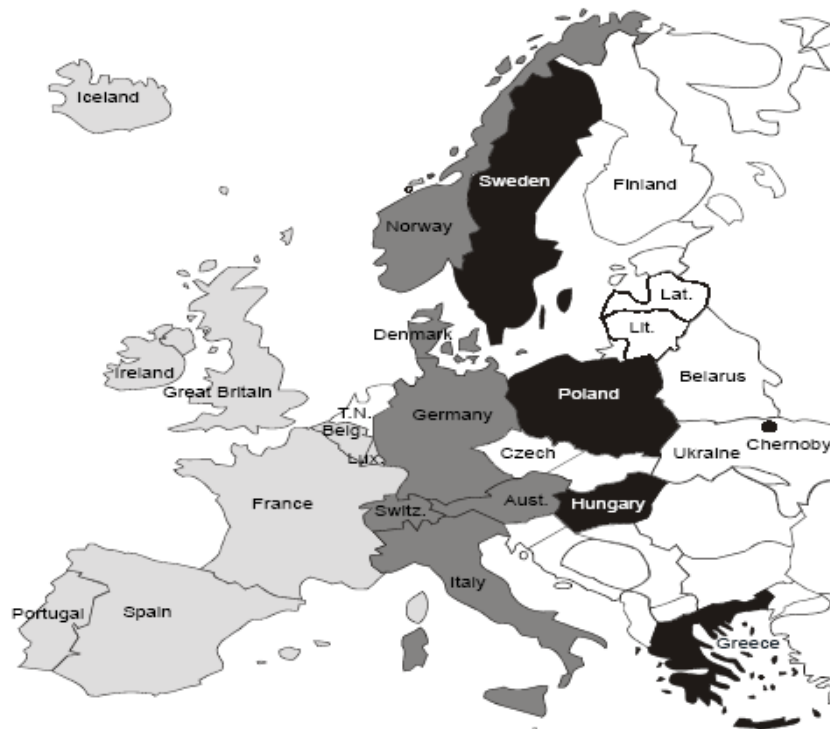 Iceland
Sweden
Finland
Norway
Lat.
Lit.
Denmark
Ireland
Great Britain
Belarus
T.N.
Germany
Poland
Belg.
Chernoby
Czech
Ukraine
Lux.
France
Switz.
Aust.
Hungary
Italy
Portugal
Spain
Greece